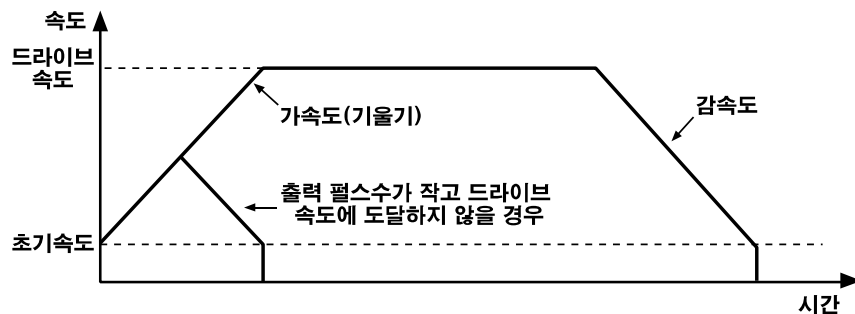 속도
드라이브
속도
가속도(기울기)
감속도
출력 펄스수가 작고 드라이브
속도에 도달하지 않을 경우
초기속도
시간